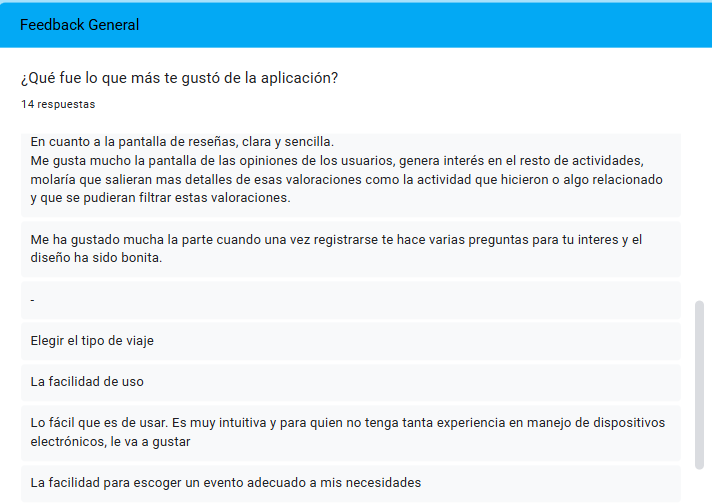 Feedback General
¿Qué fue lo que más te gustó de la aplicación?
14 respuestas
En cuanto a la pantalla de reseñas, clara y sencilla.
Me gusta mucho la pantalla de las opiniones de los usuarios, genera interés en el resto de actividades,
molaría que salieran mas detalles de esas valoraciones como la actividad que hicieron o algo relacionado
y que se pudieran filtrar estas valoraciones.
Me ha gustado mucha la parte cuando una vez registrarse te hace varias preguntas para tu interes y el
diseño ha sido bonita.
-
Elegir el tipo de viaje
La facilidad de uso
Lo fácil que es de usar. Es muy intuitiva y para quien no tenga tanta experiencia en manejo de dispositivos
electrónicos, le va a gustar
La facilidad para escoger un evento adecuado a mis necesidades